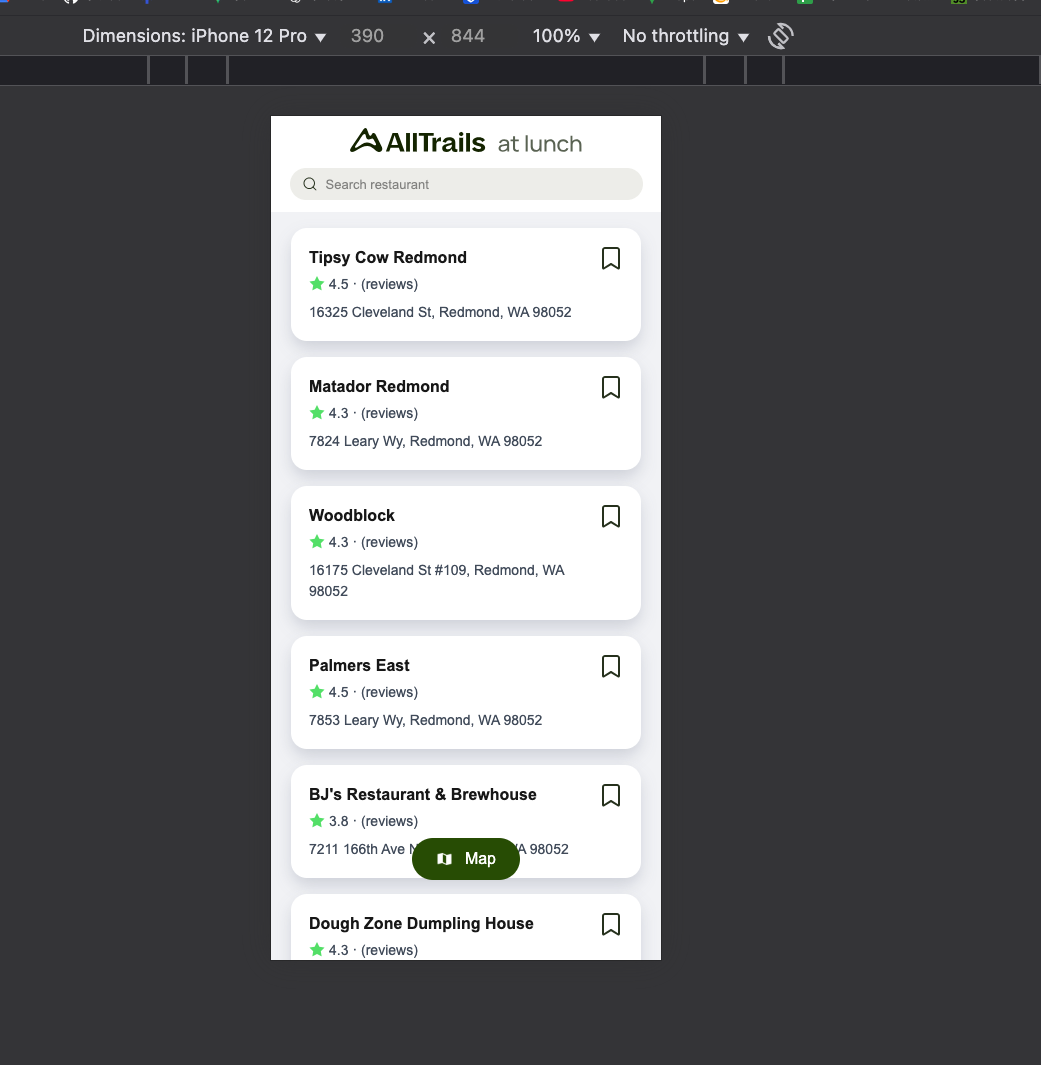 Dimensions: iPhone 12 Pro ▼ 390 × 844 100% ▼ No throttling ▼
AllTrails at lunch
Search restaurant
Tipsy Cow Redmond
4.5 · (reviews)
16325 Cleveland St, Redmond, WA 98052
Matador Redmond
4.3 · (reviews)
7824 Leary Wy, Redmond, WA 98052
Woodblock
4.3 · (reviews)
16175 Cleveland St #109, Redmond, WA
98052
Palmers East
4.5 · (reviews)
7853 Leary Wy, Redmond, WA 98052
BJ's Restaurant & Brewhouse
3.8 · (reviews)
7211 166th Ave 98052
Map
Dough Zone Dumpling House
4.3 · (reviews)